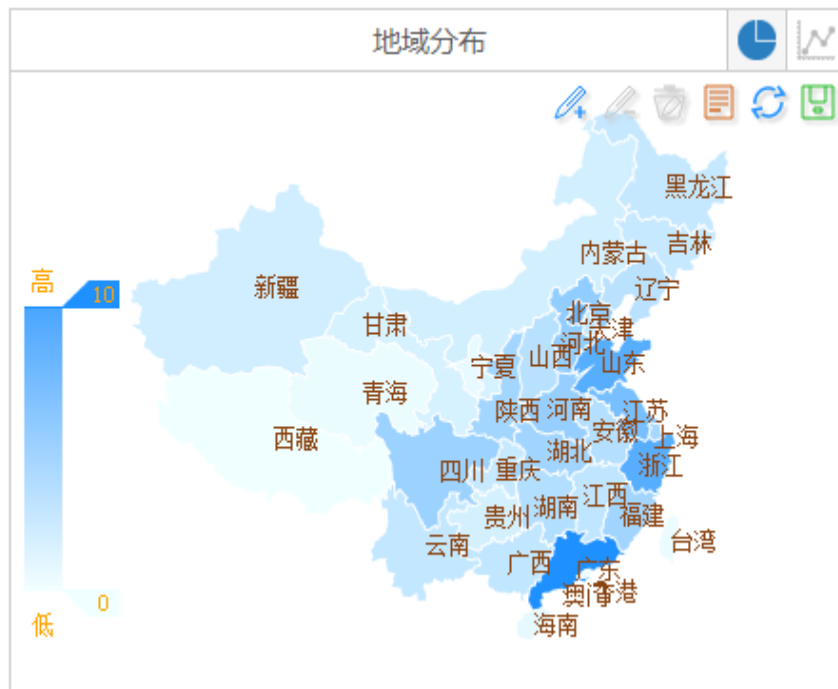 地域分布
黑龙江
吉林
内蒙古
辽宁
新疆
高
10
北京
天津
甘肃
河北
山西
山东
宁夏
青海
陕西
河南
江苏
安徽
上海
西藏
湖北
四川
重庆
浙江
江西
湖南
贵州
福建
台湾
云南
广西
广东
澳门
香港
0
低
海南